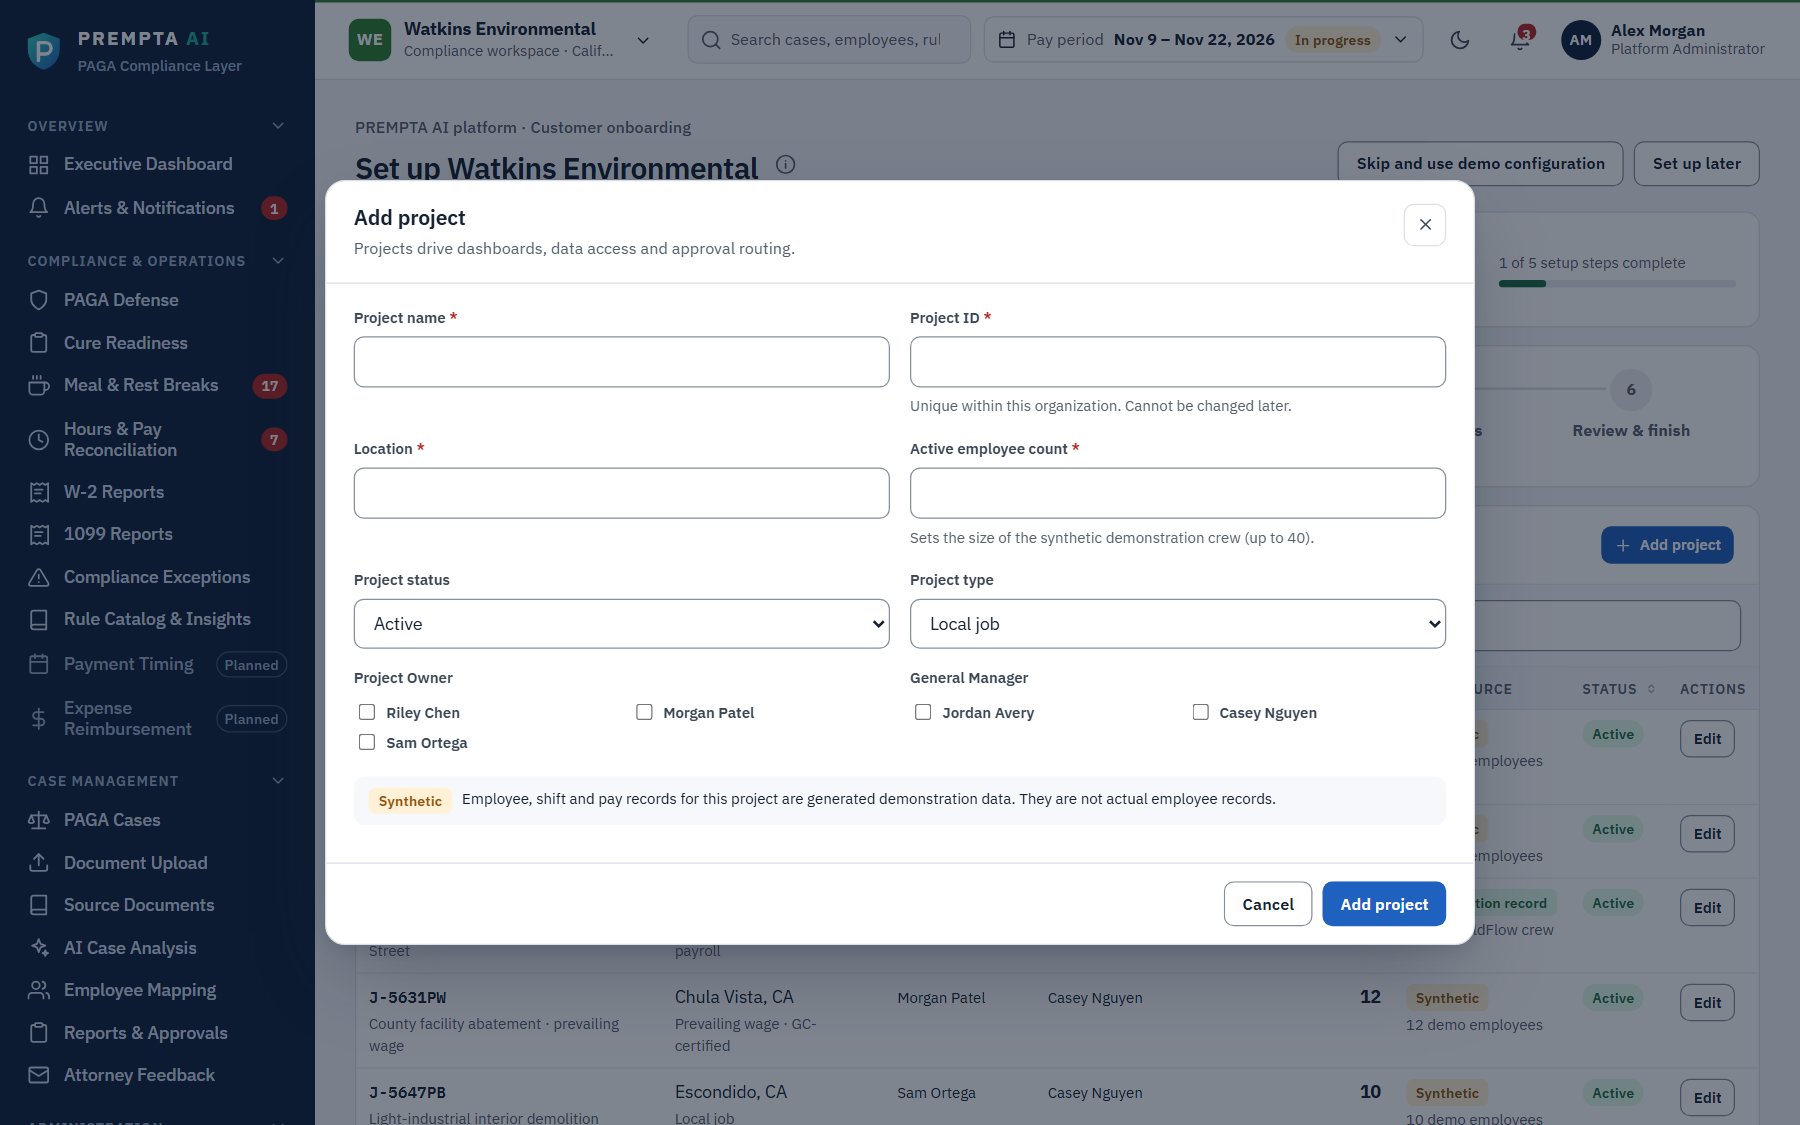 PREMPTA AI
PAGA Compliance Layer
OVERVIEW
Executive Dashboard
Alerts & Notifications 1
COMPLIANCE & OPERATIONS
PAGA Defense
Cure Readiness
Meal & Rest Breaks 17
Hours & Pay
Reconciliation 7
W-2 Reports
1099 Reports
Compliance Exceptions
Rule Catalog & Insights
Payment Timing Planned
Expense
Reimbursement Planned
CASE MANAGEMENT
PAGA Cases
Document Upload
Source Documents
AI Case Analysis
Employee Mapping
Reports & Approvals
Attorney Feedback
WE
Watkins Environmental
Compliance workspace · Calif...
Search cases, employees, rul
Pay period Nov 9 – Nov 22, 2026 In progress
3
AM
Alex Morgan
Platform Administrator
PREMPTA AI platform · Customer onboarding
Set up Watkins Environmental
Skip and use demo configuration
Set up later
1 of 5 setup steps complete
6
Review & finish
Add project
Add project
Projects drive dashboards, data access and approval routing.
Project name *
Project ID *
Unique within this organization. Cannot be changed later.
Location *
Active employee count *
Sets the size of the synthetic demonstration crew (up to 40).
Project status
Active
Project type
Local job
Project Owner
Riley Chen
Morgan Patel
Sam Ortega
General Manager
Jordan Avery
Casey Nguyen
Synthetic Employee, shift and pay records for this project are generated demonstration data. They are not actual employee records.
Cancel
Add project
STATUS ACTIONS
Active Edit
employees
Active Edit
employees
record Active Edit
crew
Street payroll
J-5631PW Chula Vista, CA Morgan Patel Casey Nguyen 12 Synthetic Active Edit
County facility abatement · prevailing Prevailing wage · GC- 12 demo employees
wage certified
J-5647PB Escondido, CA Sam Ortega Casey Nguyen 10 Synthetic Active Edit
Light-industrial interior demolition Local job 10 demo employees